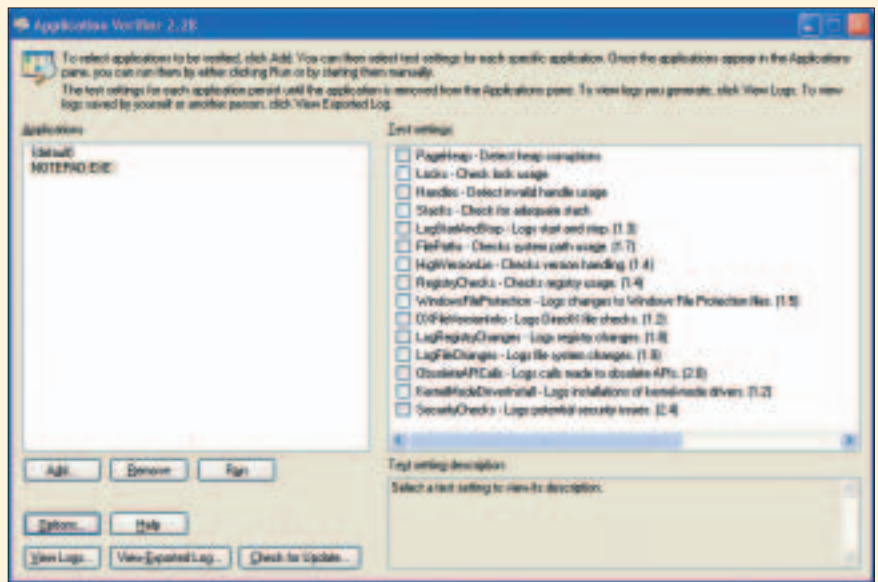 Application Verifier 2.28
To select applications to be verified, click Add. You can then select test settings for each specific application. Once the applications appear in the Applications
pane, you can run them by either clicking Run or by starting them manually.
The test settings for each application persist until the application is removed from the Applications pane. To view logs you generate, click View Logs. To view
logs saved by yourself or another person, click View Exported Log.
Applications
(default)
NOTEPAD.EXE
Test settings
PageHeap - Detect heap corruptions
Locks - Check lock usage
Handles - Detect invalid handle usage
Stacks - Check for adequate stack
LogStartAndStop - Logs start and stop. (1.3)
FilePaths - Checks system path usage. (1.7)
HighVersionLie - Checks version handling. (1.4)
RegistryChecks - Checks registry usage. (1.4)
WindowsFileProtection - Logs changes to Windows File Protection files. (1.5)
DXFileVersionInfo - Logs DirectX file checks. (1.2)
LogRegistryChanges - Logs registry changes.
LogFileChanges - Logs file system changes.
ObsoleteAPICalls - Logs calls made to obsolete APIs.
KernelModeDriverInstall - Logs installations of kernel-mode drivers. (1.2)
SecurityChecks - Logs potential security issues. (2.4)
Add...
Remove
Run
Test setting description
Select a test setting to view its description.
Options...
Help
View Logs...
View Exported Log...
Check for Update...